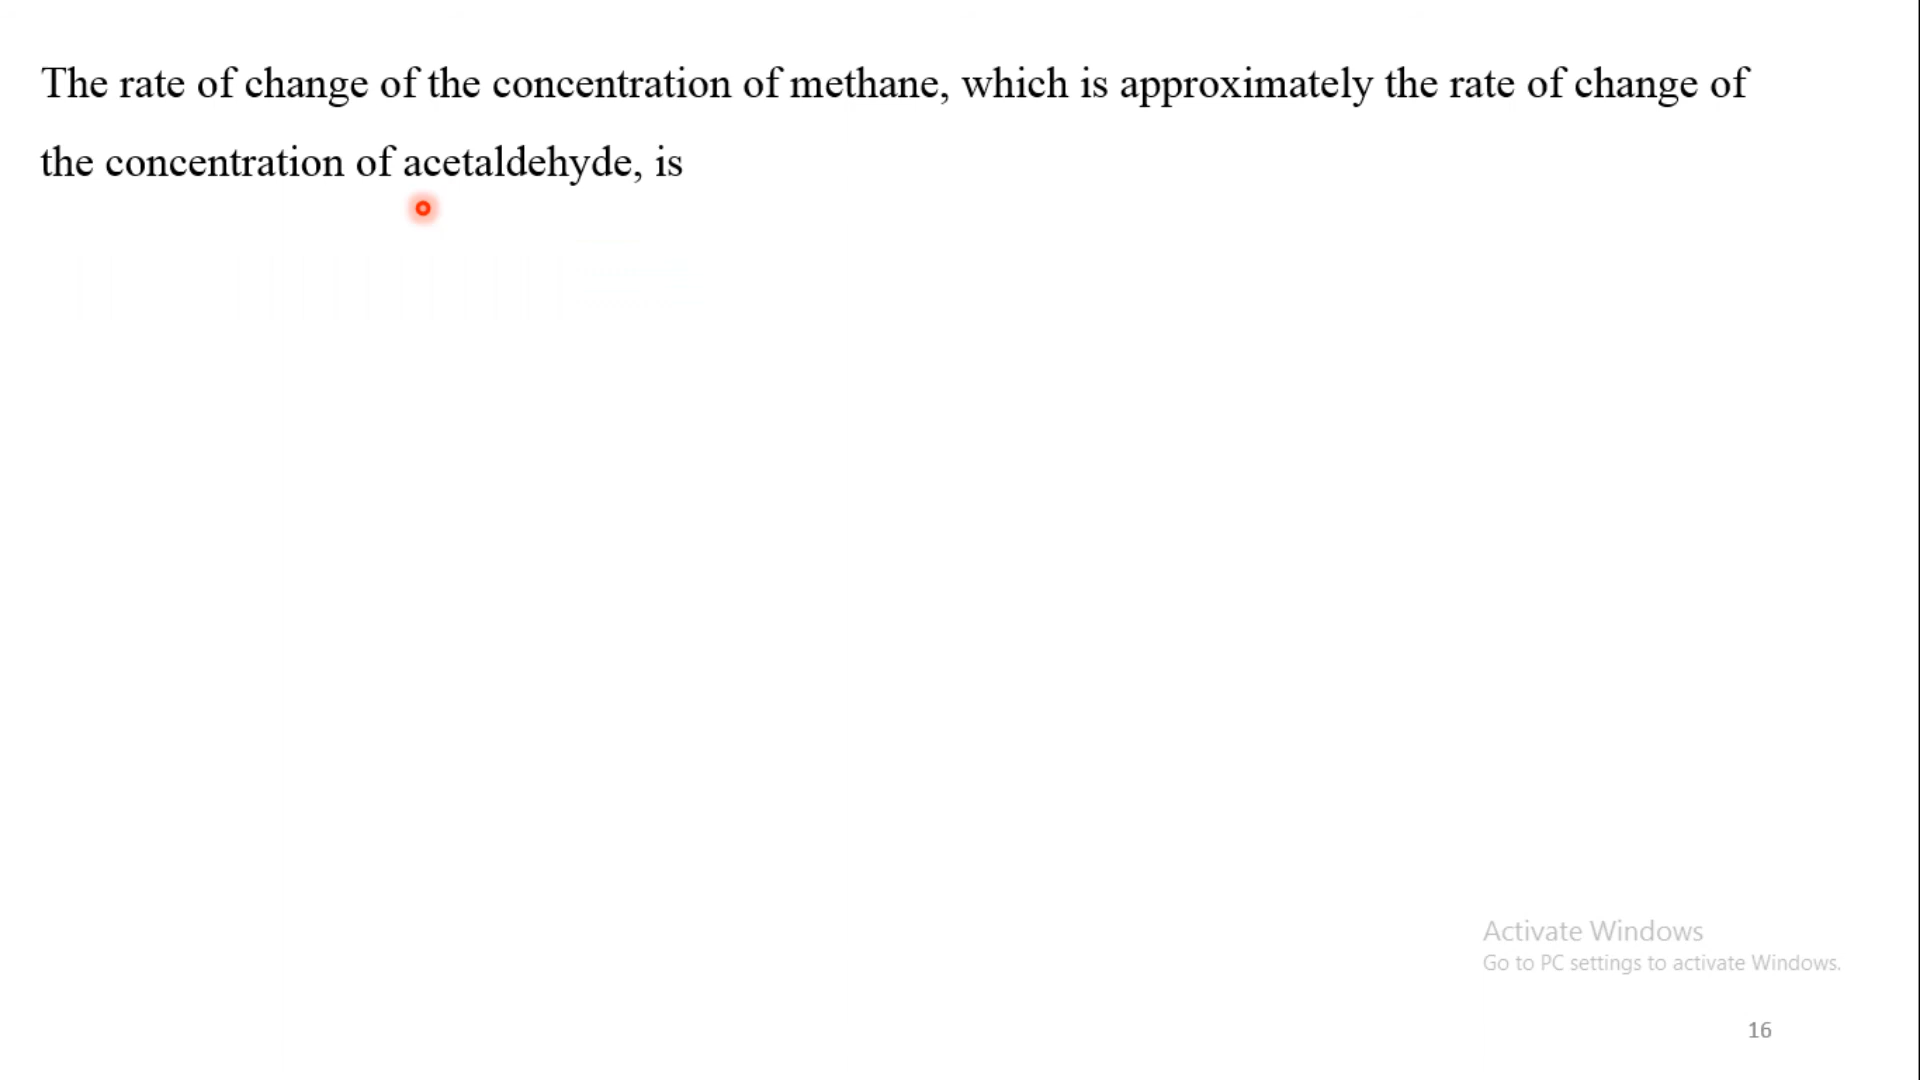 The rate of change of the concentration of methane, which is approximately the rate of change of
the concentration of acetaldehyde, is
Activate Windows
Go to PC settings to activate Windows.
16